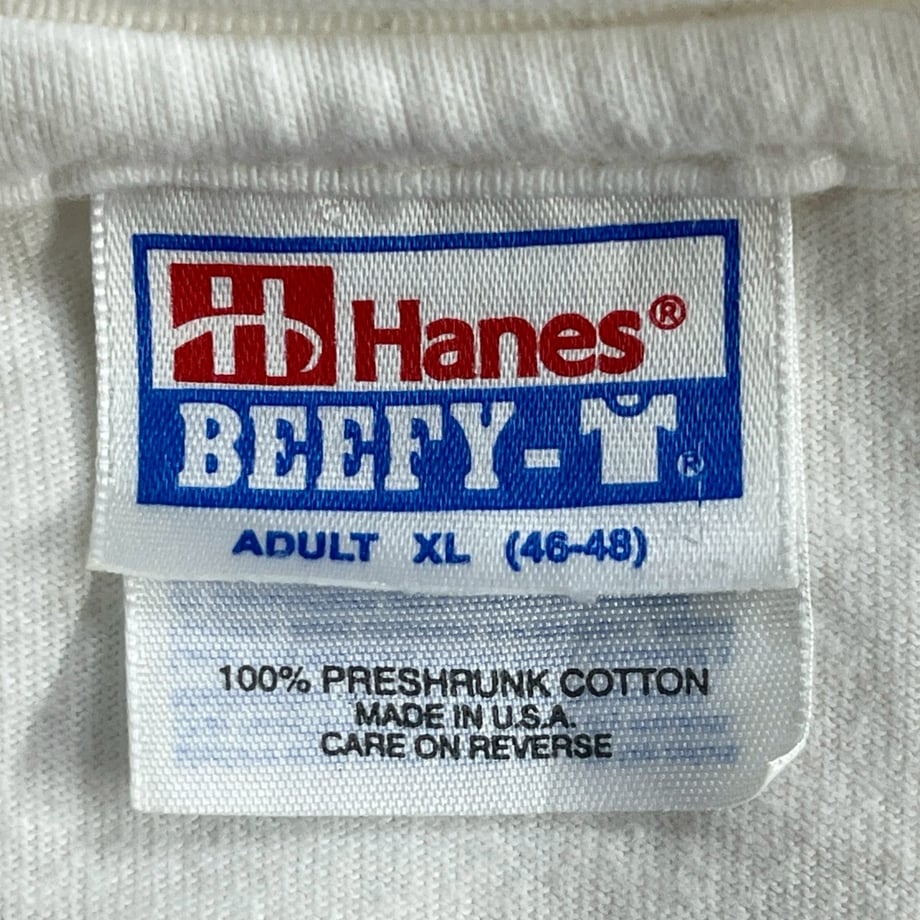 Hanes®
BEEFY-T®
ADULT XL (46-48)
100% PRESHRUNK COTTON
MADE IN U.S.A.
CARE ON REVERSE